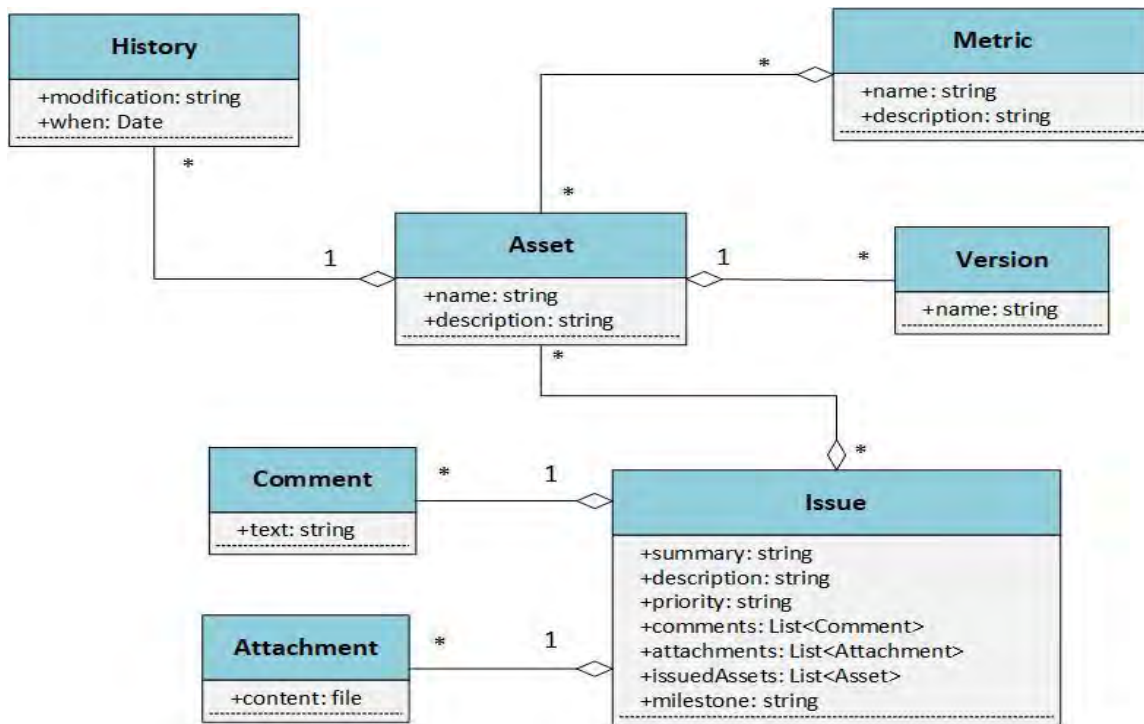 History
+modification: string
+when: Date
*
1
Metric
+name: string
+description: string
*
*
Asset
+name: string
+description: string
1
*
Version
+name: string
*
*
Comment
+text: string
*
1
Issue
+summary: string
+description: string
+priority: string
+comments: List<Comment>
+attachments: List<Attachment>
+issuedAssets: List<Asset>
+milestone: string
Attachment
+content: file
*
1